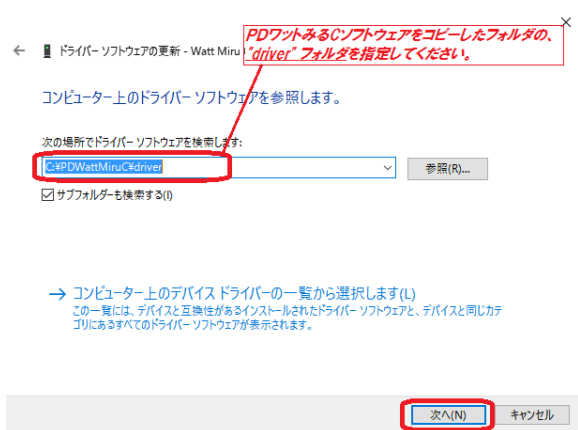 PDワットみるCソフトウェアをコピーしたフォルダの、
"driver" フォルダを指定してください。
← ドライバー ソフトウェアの更新 - Watt Miru
コンピューター上のドライバー ソフトウェアを参照します。
次の場所でドライバー ソフトウェアを検索します:
C:¥PDWattMiruC¥driver
参照(R)...
サブフォルダーも検索する(I)
→ コンピューター上のデバイス ドライバーの一覧から選択します(L)
この一覧には、デバイスと互換性があるインストールされたドライバー ソフトウェアと、デバイスと同じカテ
ゴリにあるすべてのドライバー ソフトウェアが表示されます。
次へ(N)
キャンセル